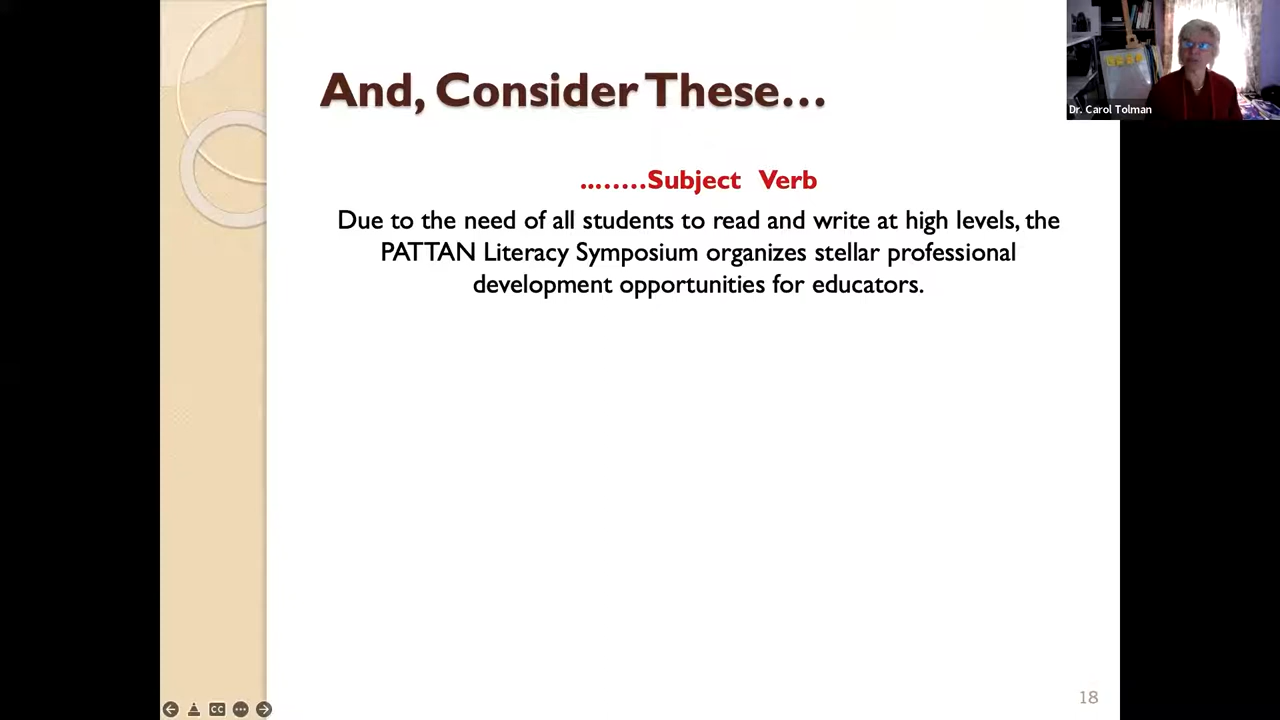 And, Consider These…
...……Subject Verb
Due to the need of all students to read and write at high levels, the
PATTAN Literacy Symposium organizes stellar professional
development opportunities for educators.
Dr. Carol Tolman
CC
18